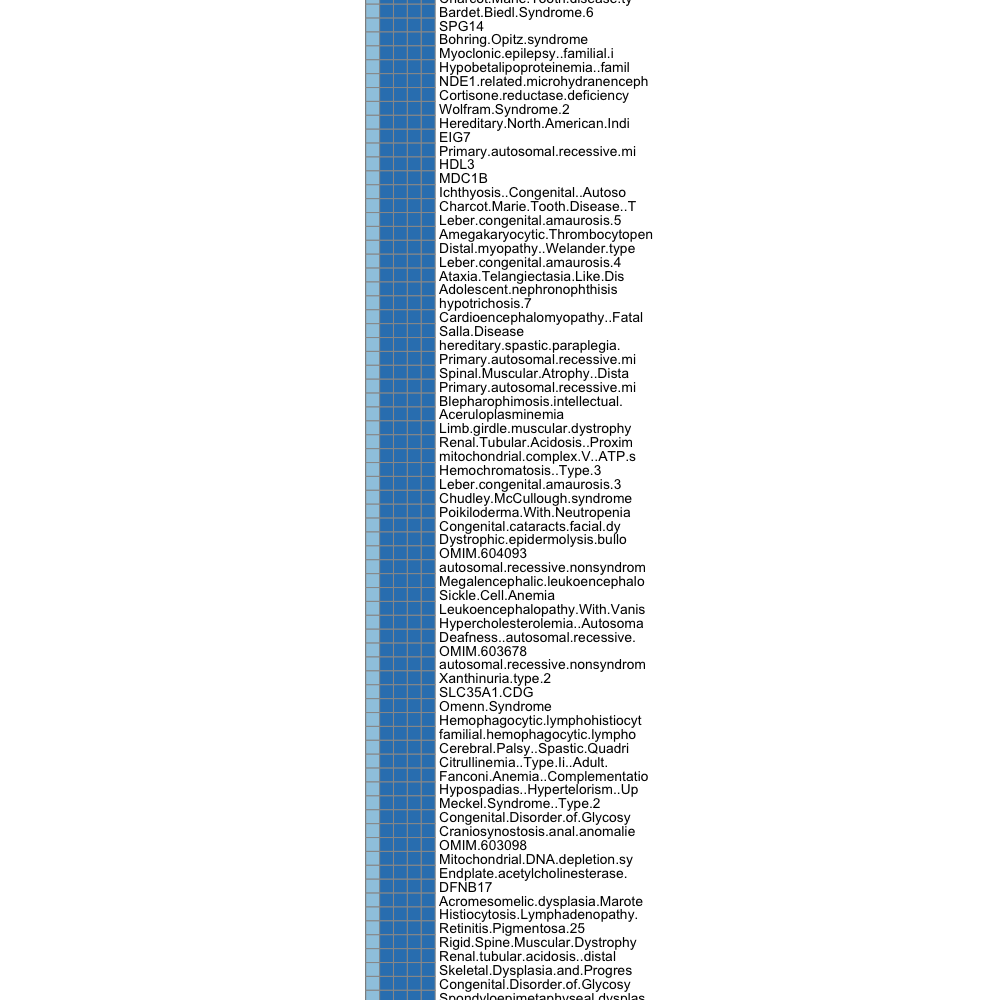 Charcot.Marie.Tooth.disease.ty
Bardet.Biedl.Syndrome.6
SPG14
Bohring.Opitz.syndrome
Myoclonic.epilepsy..familial.i
Hypobetalipoproteinemia..famil
NDE1.related.microhydranenceph
Cortisone.reductase.deficiency
Wolfram.Syndrome.2
Hereditary.North.American.Indi
EIG7
Primary.autosomal.recessive.mi
HDL3
MDC1B
Ichthyosis..Congenital..Autoso
Charcot.Marie.Tooth.Disease..T
Leber.congenital.amaurosis.5
Amegakaryocytic.Thrombocytopen
Distal.myopathy..Welander.type
Leber.congenital.amaurosis.4
Ataxia.Telangiectasia.Like.Dis
Adolescent.nephronophthisis
hypotrichosis.7
Cardioencephalomyopathy..Fatal
Salla.Disease
hereditary.spastic.paraplegia.
Primary.autosomal.recessive.mi
Spinal.Muscular.Atrophy..Dista
Primary.autosomal.recessive.mi
Blepharophimosis.intellectual.
Aceruloplasminemia
Limb.girdle.muscular.dystrophy
Renal.Tubular.Acidosis..Proxim
mitochondrial.complex.V..ATP.s
Hemochromatosis..Type.3
Leber.congenital.amaurosis.3
Chudley.McCullough.syndrome
Poikiloderma.With.Neutropenia
Congenital.cataracts.facial.dy
Dystrophic.epidermolysis.bullo
OMIM.604093
autosomal.recessive.nonsyndrom
Megalencephalic.leukoencephalo
Sickle.Cell.Anemia
Leukoencephalopathy.With.Vanis
Hypercholesterolemia..Autosoma
Deafness..autosomal.recessive.
OMIM.603678
autosomal.recessive.nonsyndrom
Xanthinuria.type.2
SLC35A1.CDG
Omenn.Syndrome
Hemophagocytic.lymphohistiocyt
familial.hemophagocytic.lympho
Cerebral.Palsy..Spastic.Quadri
Citrullinemia..Type.Ii..Adult.
Fanconi.Anemia..Complementatio
Hypospadias..Hypertelorism..Up
Meckel.Syndrome..Type.2
Congenital.Disorder.of.Glycosy
Craniosynostosis.anal.anomalie
OMIM.603098
Mitochondrial.DNA.depletion.sy
Endplate.acetylcholinesterase.
DFNB17
Acromesomelic.dysplasia.Marote
Histiocytosis.Lymphadenopathy.
Retinitis.Pigmentosa.25
Rigid.Spine.Muscular.Dystrophy
Renal.tubular.acidosis..distal
Skeletal.Dysplasia.and.Progres
Congenital.Disorder.of.Glycosy
Spondyloepimetaphyseal.dysplas